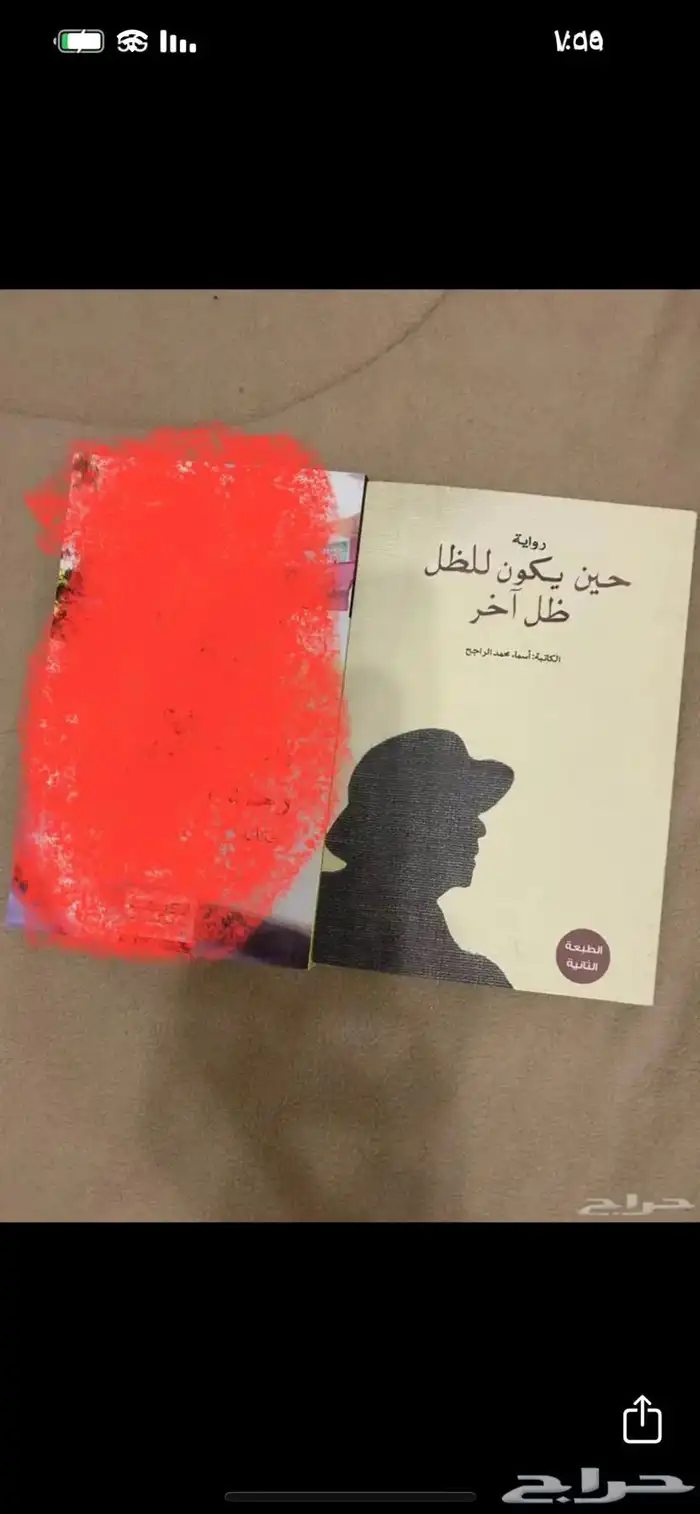 ٧:٥٩
رواية
حين يكون للظل
ظل آخر
الكاتبة: أسماء محمد الراجح
الطبعة
الثانية
حراج
حراج